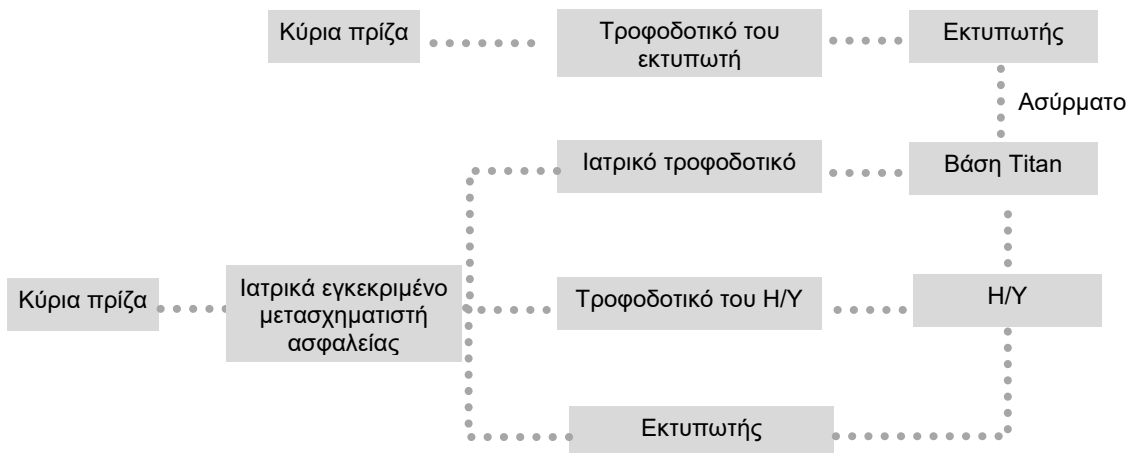 Κύρια πρίζα
Τροφοδοτικό του
εκτυπωτή
Εκτυπωτής
Ασύρματο
Ιατρικό τροφοδοτικό
Βάση Titan
Κύρια πρίζα
Ιατρικά εγκεκριμένο
μετασχηματιστή
ασφαλείας
Τροφοδοτικό του Η/Υ
Η/Υ
Εκτυπωτής